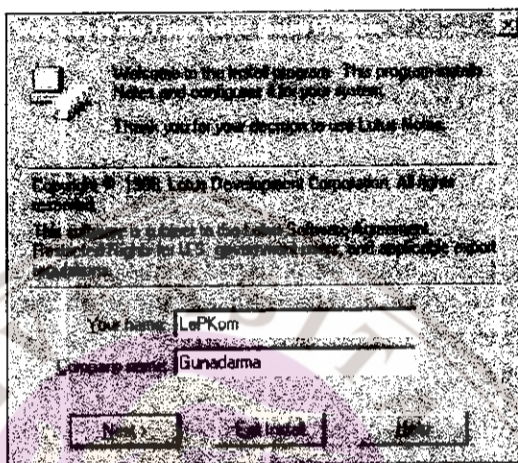 Welcome to the install program. This program installs
Notes and configures it for your system.
Thank you for your decision to use Lotus Notes.
Copyright © Lotus Development Corporation. All rights
reserved.
This software is subject to the Lotus Software Agreement,
Restricted Rights for U.S. government users, and applicable export
regulations.
Your name: LePKom
Company name: Gunadarma
Next > Exit Install Help